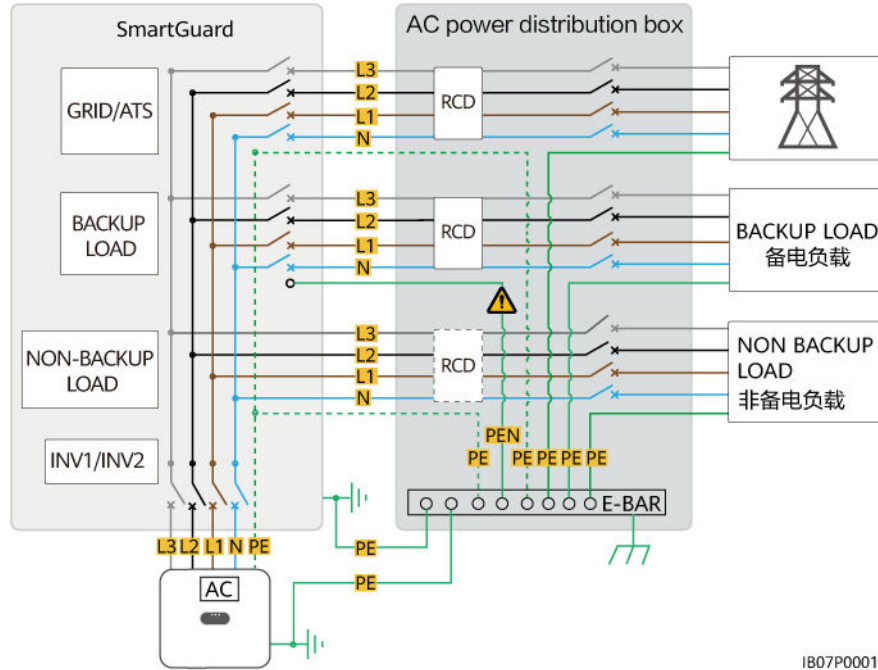 SmartGuard
AC power distribution box
GRID/ATS
L3
L2
L1
N
RCD
BACKUP
LOAD
L3
L2
L1
N
RCD
BACKUP LOAD
备电负载
NON-BACKUP
LOAD
L3
L2
L1
N
RCD
NON BACKUP
LOAD
非备电负载
INV1/INV2
PEN
PE
PE
PE
PE
PE
E-BAR
L3
L2
L1
N
PE
PE
PE
AC
IB07P0001